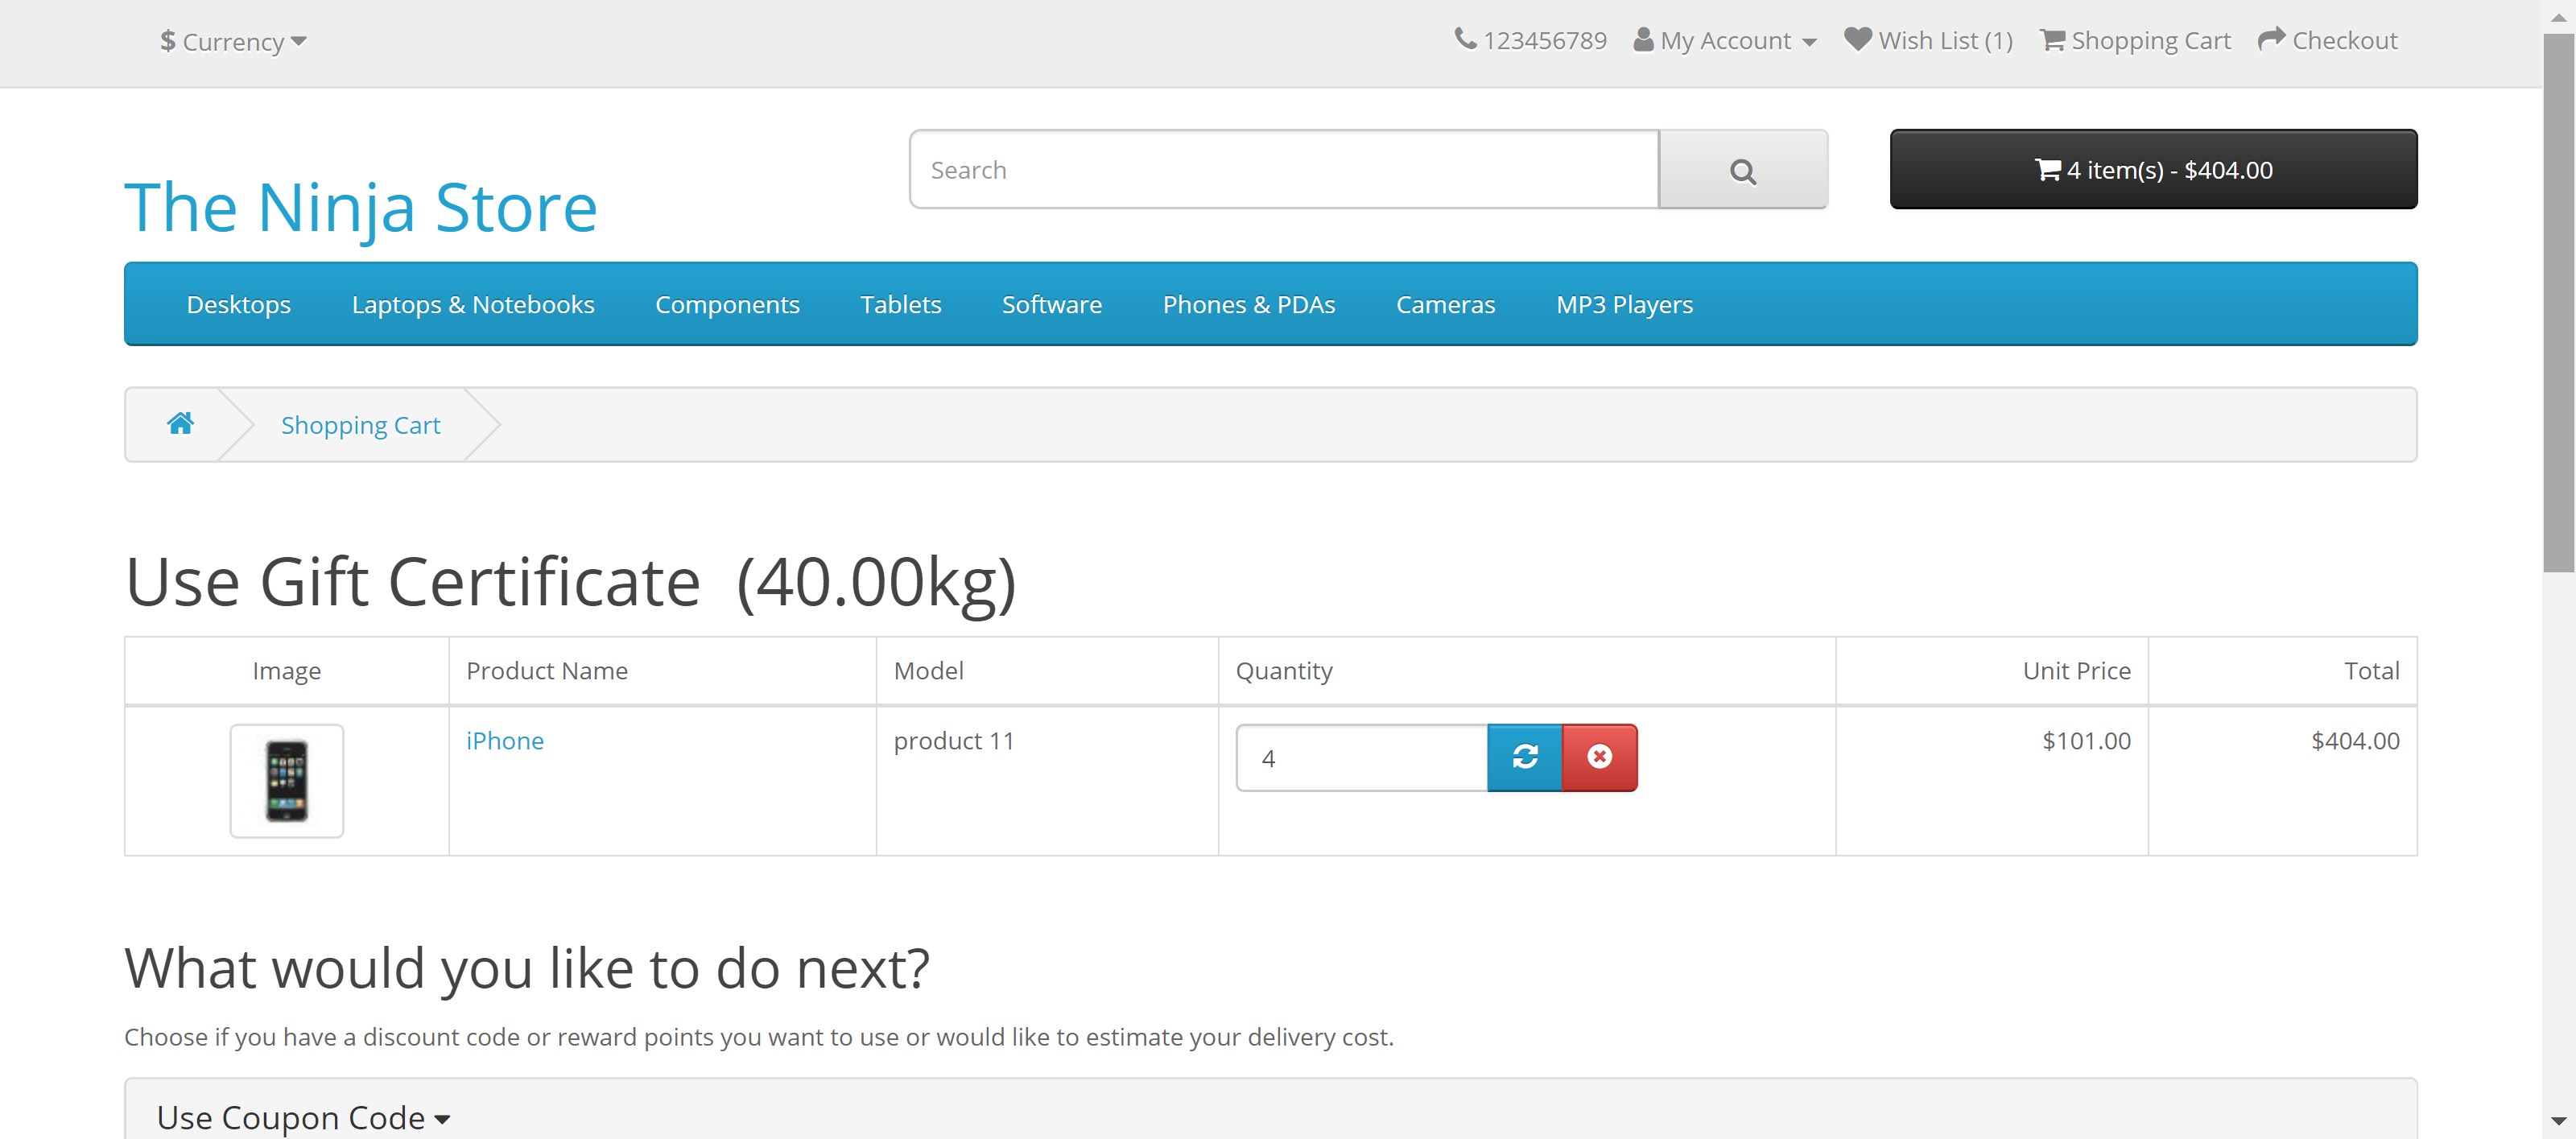 $ Currency
123456789 My Account Wish List (1) Shopping Cart Checkout
The Ninja Store
Search
4 item(s) - $404.00
Desktops Laptops & Notebooks Components Tablets Software Phones & PDAs Cameras MP3 Players
Shopping Cart
Use Gift Certificate (40.00kg)
Image Product Name Model Quantity Unit Price Total
iPhone product 11 4 $101.00 $404.00
What would you like to do next?
Choose if you have a discount code or reward points you want to use or would like to estimate your delivery cost.
Use Coupon Code